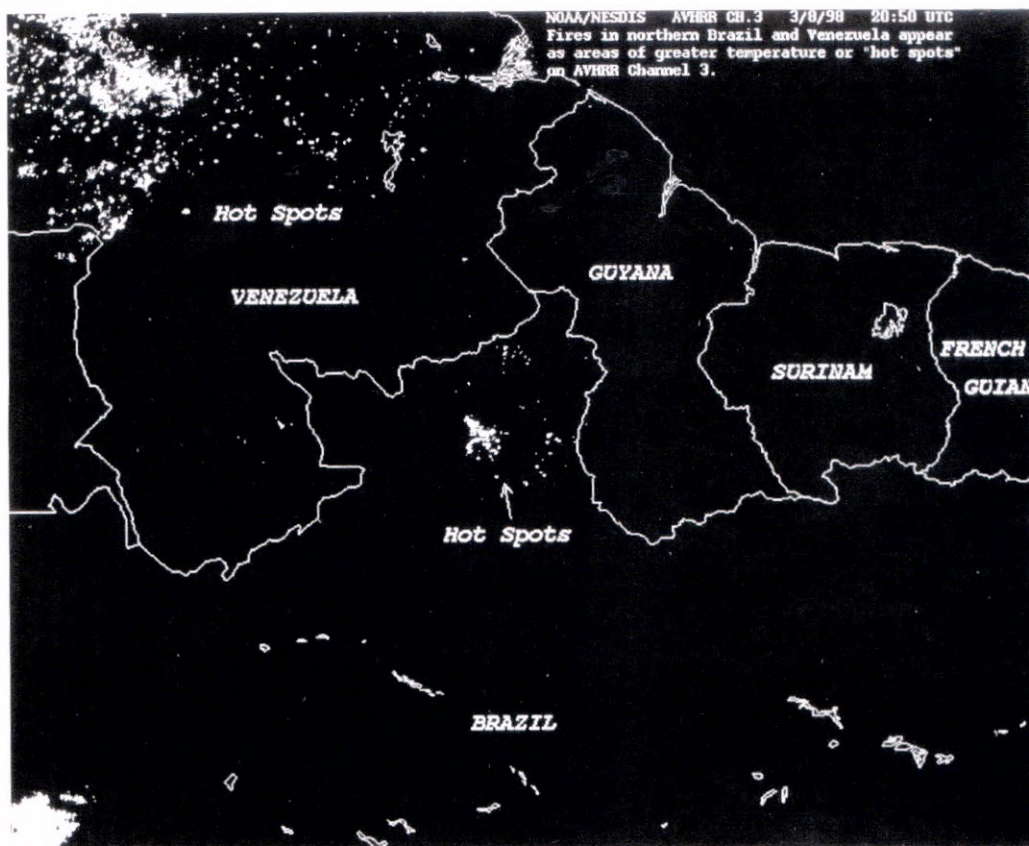 NOAA/NESDIS AVHRR CH.3 3/8/98 20:50 UTC
Fires in northern Brazil and Venezuela appear
as areas of greater temperature or "hot spots"
on AVHRR Channel 3.
Hot Spots
VENEZUELA
GUYANA
SURINAM
FRENCH
GUIAN
Hot Spots
BRAZIL